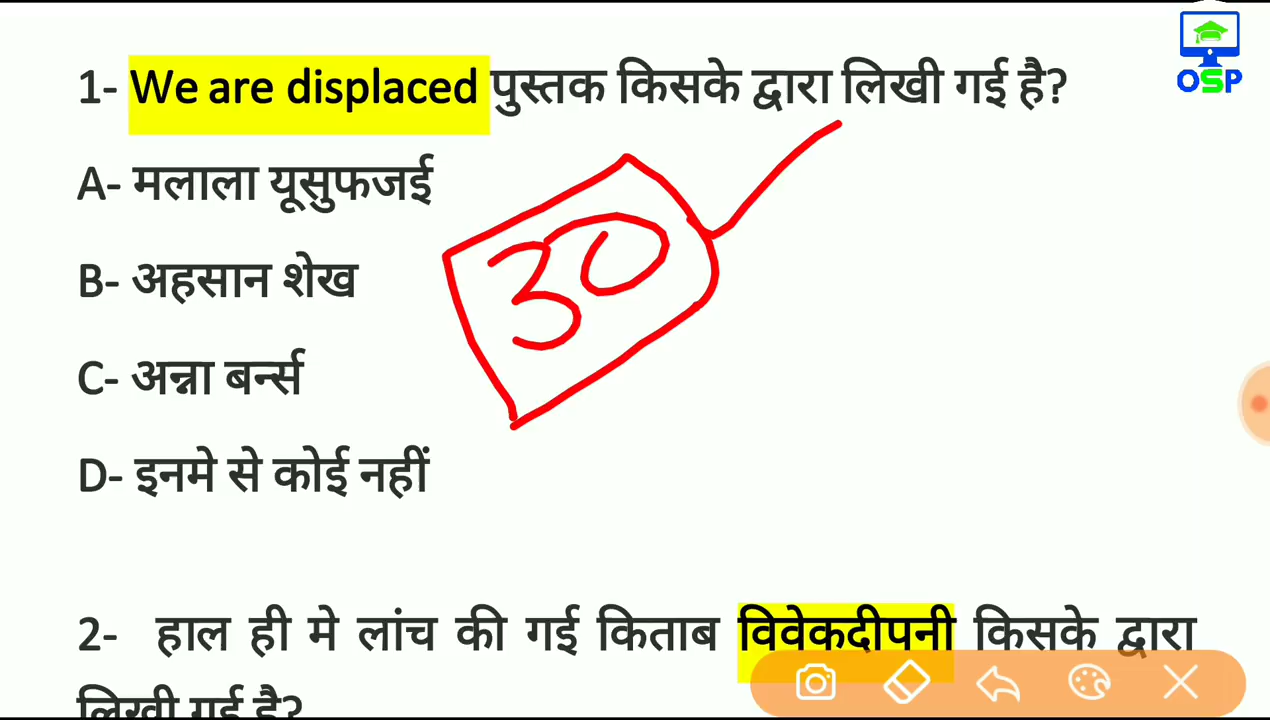 OSP
1- We are displaced पुस्तक किसके द्वारा लिखी गई है?
A- मलाला यूसुफजई
B- अहसान शेख
C- अन्ना बर्न्स
D- इनमे से कोई नहीं
30
2- हाल ही मे लांच की गई किताब विवेकदीपनी किसके द्वारा
लिखी गई है?